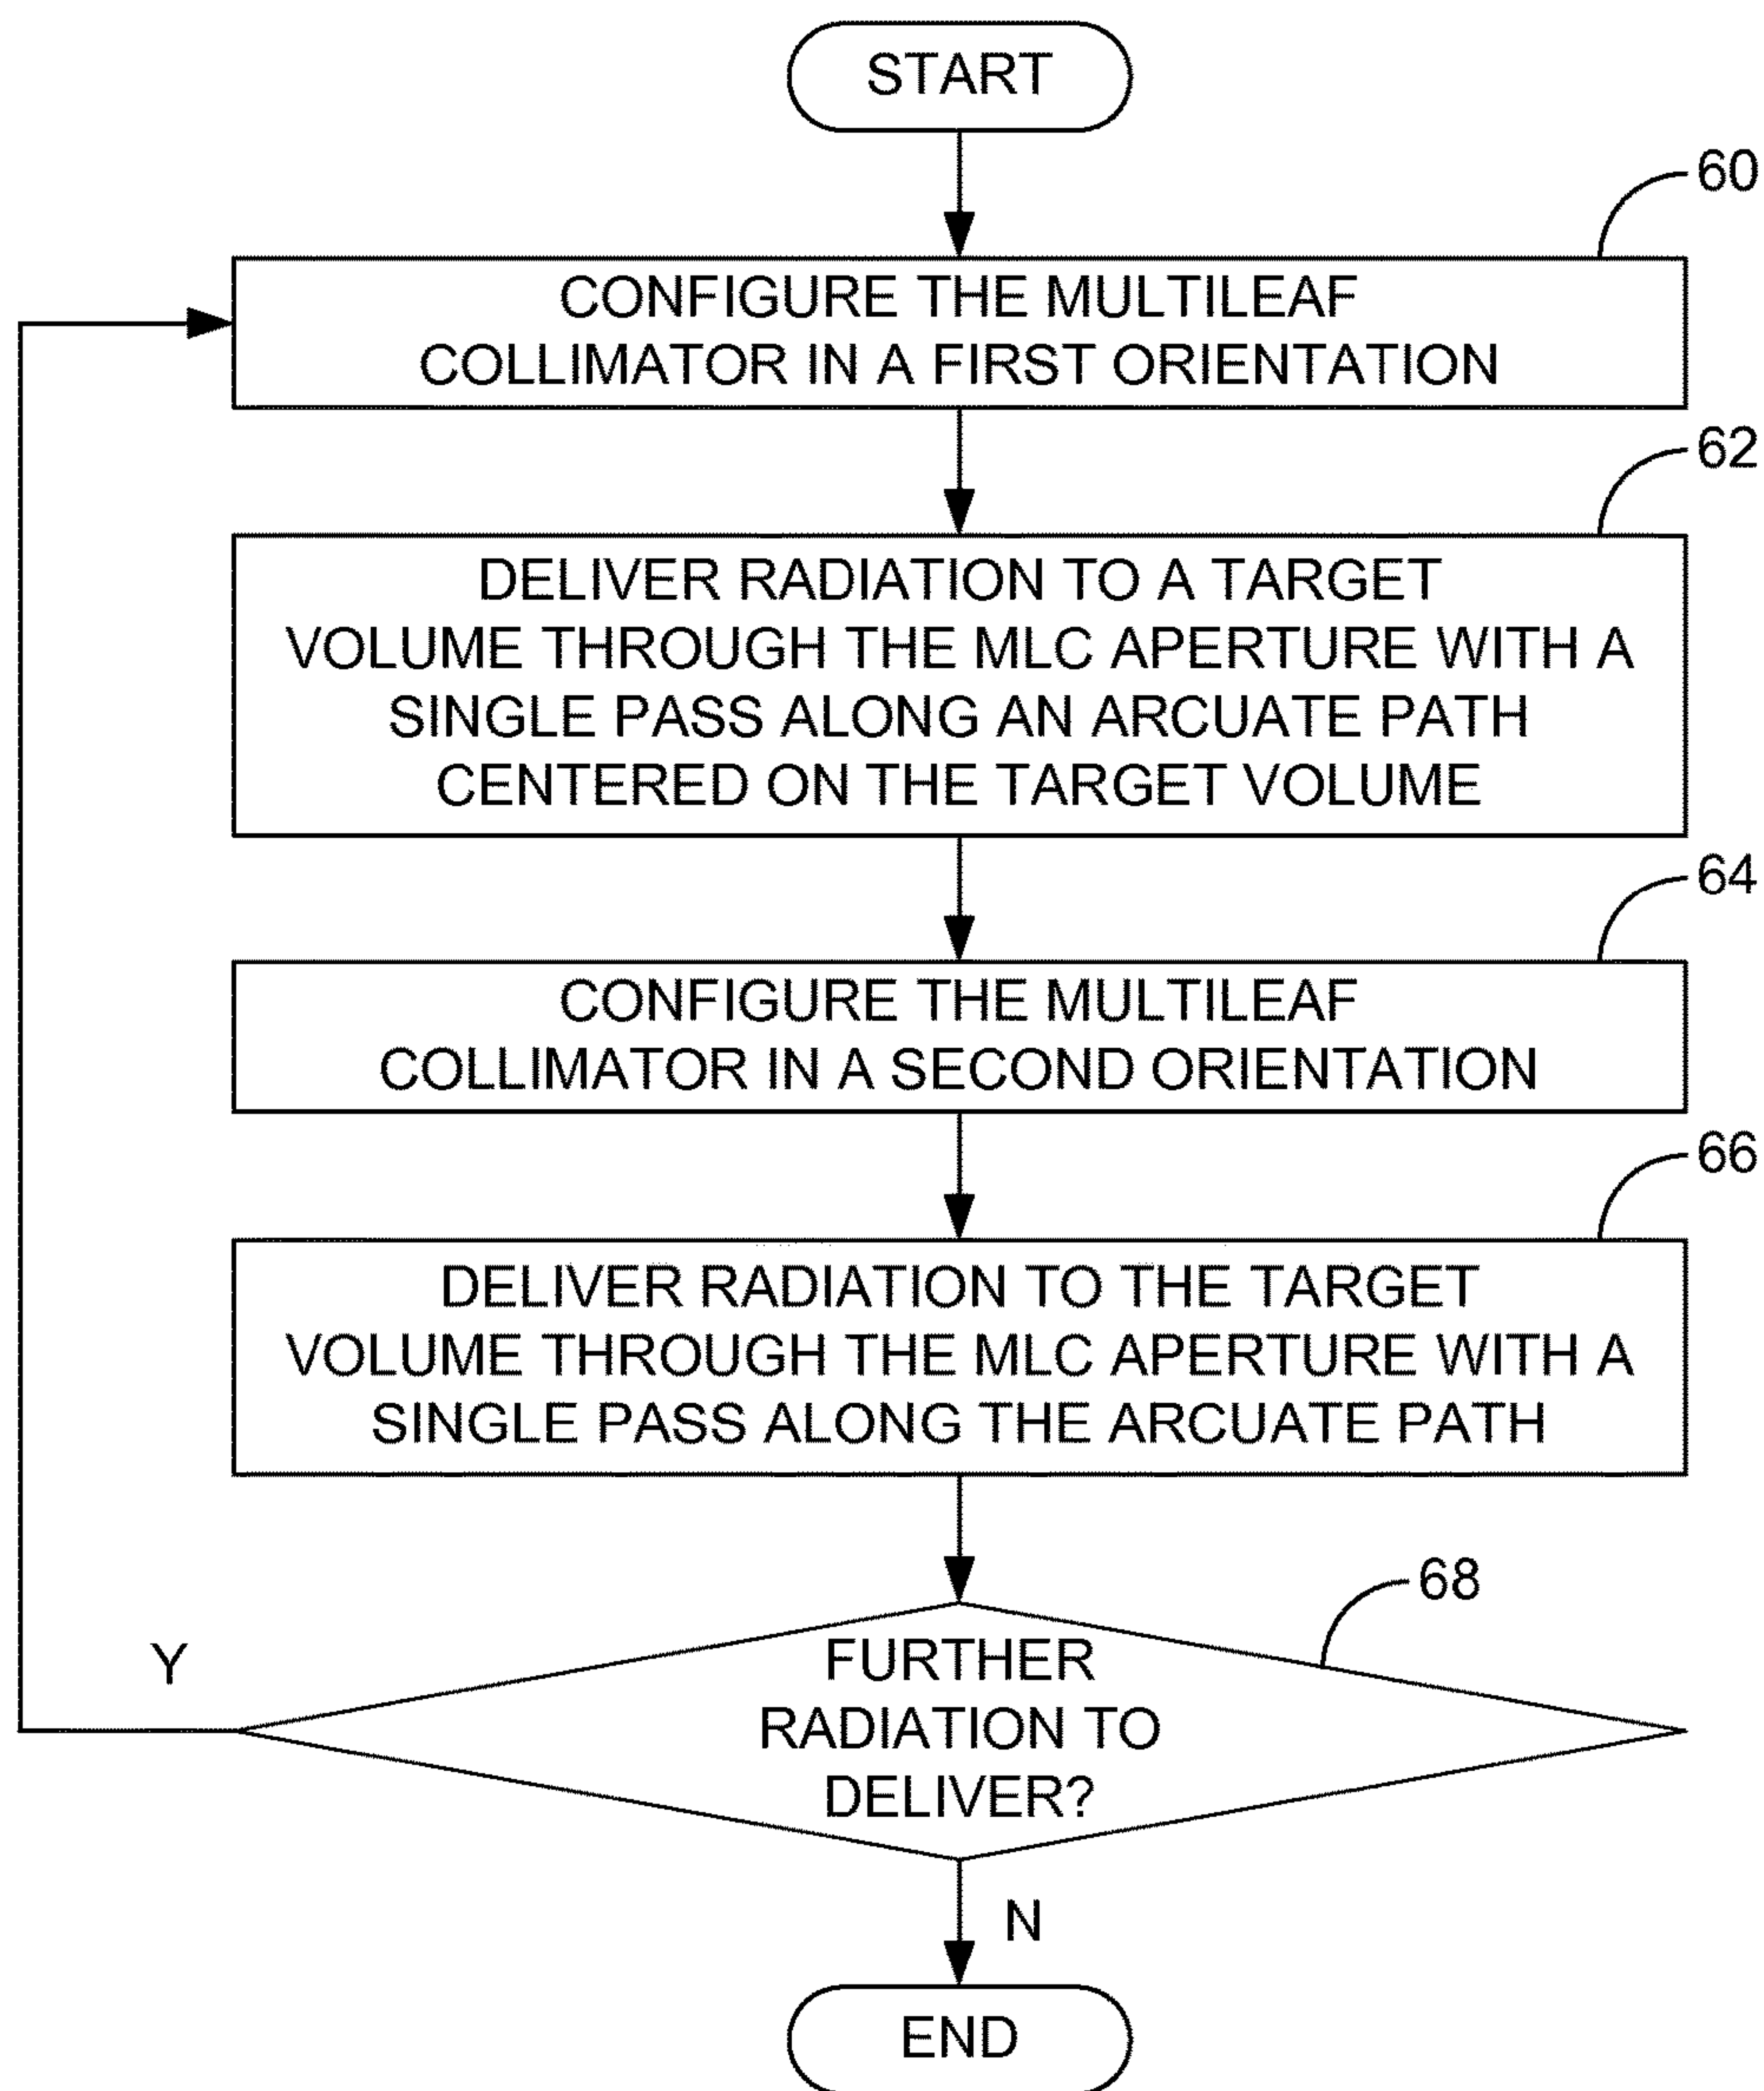 START
60
CONFIGURE THE MULTILEAF
COLLIMATOR IN A FIRST ORIENTATION
62
DELIVER RADIATION TO A TARGET
VOLUME THROUGH THE MLC APERTURE WITH A
SINGLE PASS ALONG AN ARCUATE PATH
CENTERED ON THE TARGET VOLUME
64
CONFIGURE THE MULTILEAF
COLLIMATOR IN A SECOND ORIENTATION
66
DELIVER RADIATION TO THE TARGET
VOLUME THROUGH THE MLC APERTURE WITH A
SINGLE PASS ALONG THE ARCUATE PATH
68
FURTHER
RADIATION TO
DELIVER?
Y
N
END